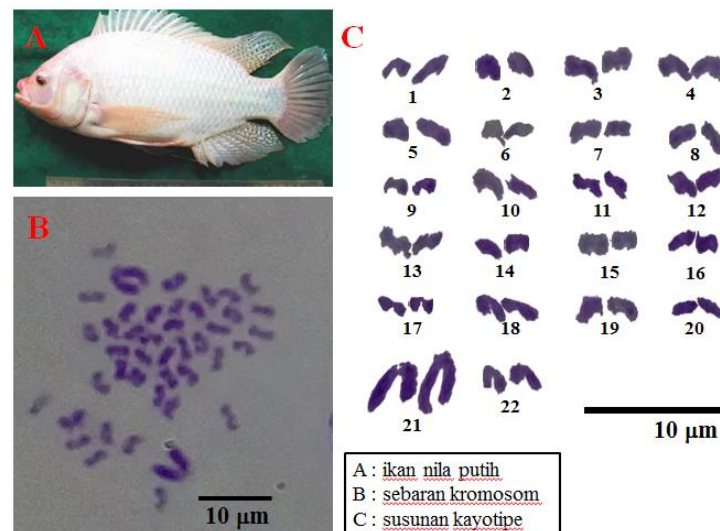 A
C
1 2 3 4
5 6 7 8
B
9 10 11 12
13 14 15 16
17 18 19 20
21 22
10 µm
10 µm
A : ikan nila putih
B : sebaran kromosom
C : susunan kayotipe